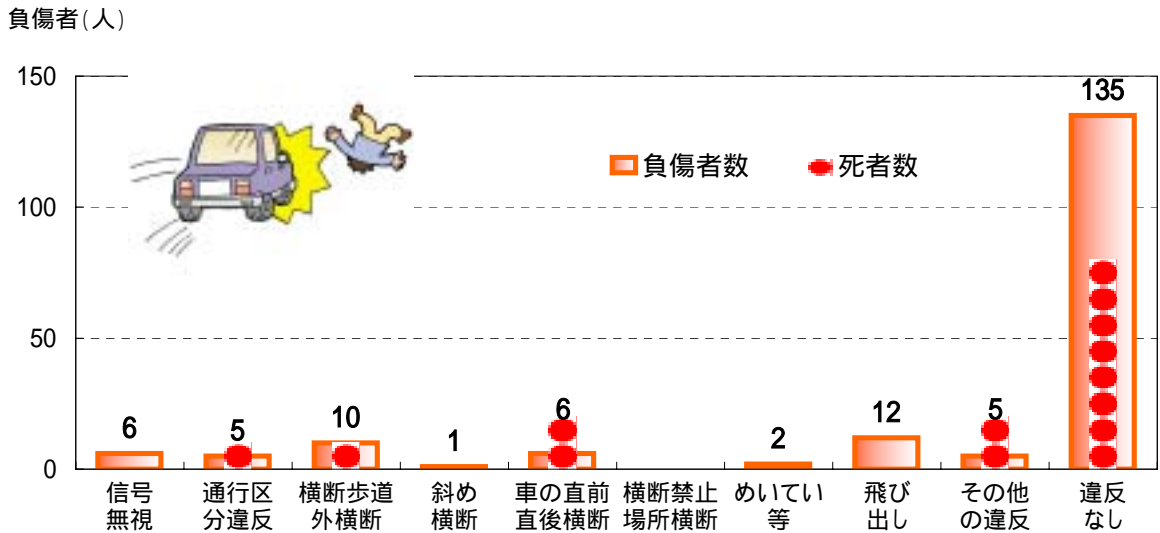 負傷者(人)
150
100
50
0
負傷者数
死者数
6
5
10
1
6
2
12
5
135
信号
無視
通行区
分違反
横断歩道
外横断
斜め
横断
車の直前
直後横断
横断禁止
場所横断
めいてい
等
飛び
出し
その他
の違反
違反
なし